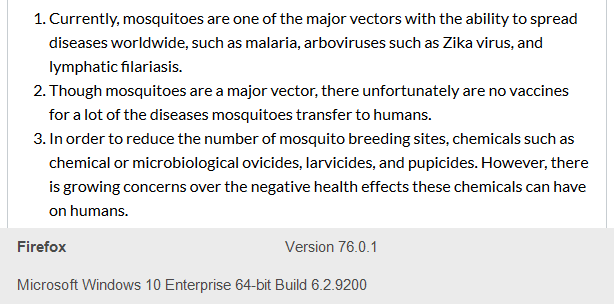 1. Currently, mosquitoes are one of the major vectors with the ability to spread
diseases worldwide, such as malaria, arboviruses such as Zika virus, and
lymphatic filariasis.
2. Though mosquitoes are a major vector, there unfortunately are no vaccines
for a lot of the diseases mosquitoes transfer to humans.
3. In order to reduce the number of mosquito breeding sites, chemicals such as
chemical or microbiological ovicides, larvicides, and pupicides. However, there
is growing concerns over the negative health effects these chemicals can have
on humans.
Firefox Version 76.0.1
Microsoft Windows 10 Enterprise 64-bit Build 6.2.9200